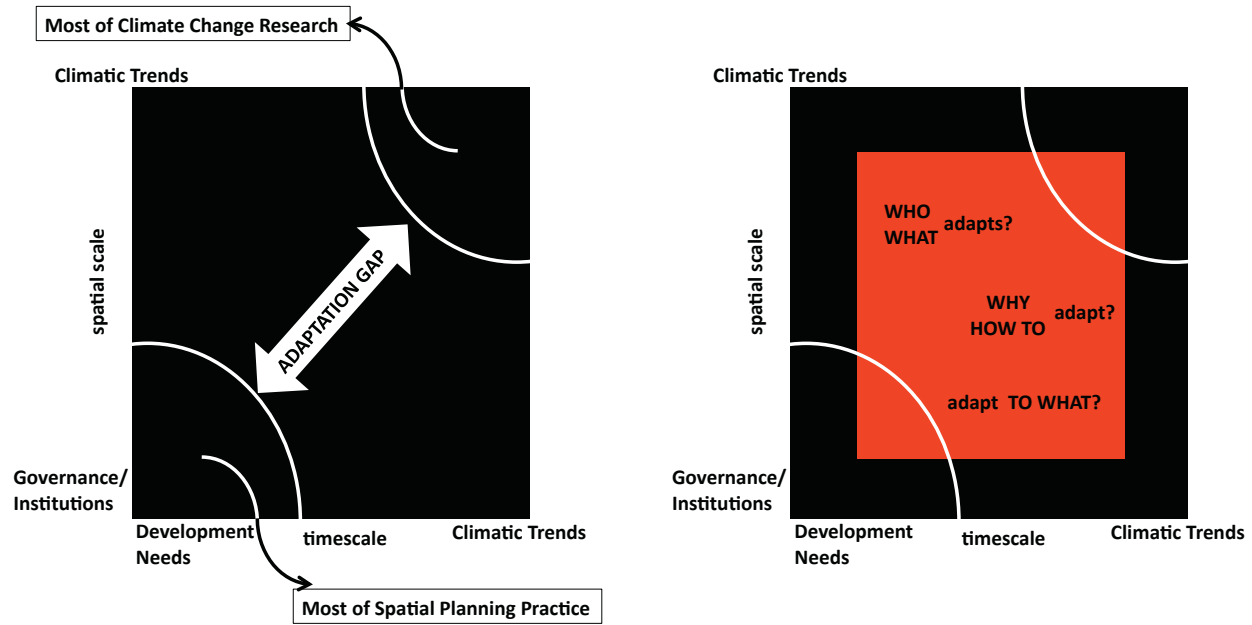 Most of Climate Change Research
Climatic Trends
spatial scale
ADAPTATION GAP
Governance/
Institutions
Development
Needs
timescale
Climatic Trends
Most of Spatial Planning Practice
Climatic Trends
spatial scale
WHO
WHAT
adapts?
WHY
HOW TO
adapt?
adapt TO WHAT?
Governance/
Institutions
Development
Needs
timescale
Climatic Trends